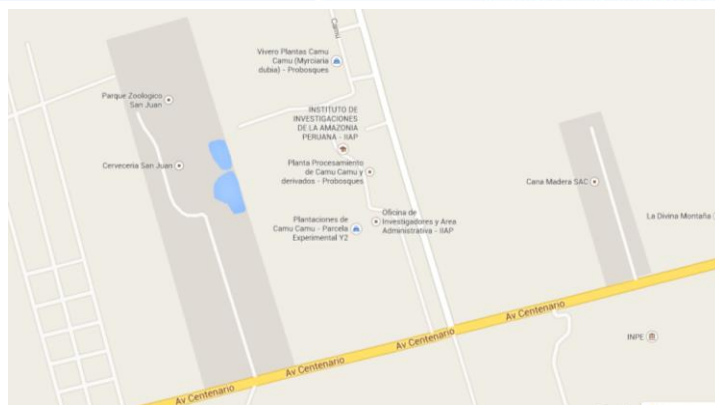 Camu
Vivero Plantas Camu
Camu (Myrciaria
dubia) - Probosques
Parque Zoologico
San Juan
INSTITUTO DE
INVESTIGACIONES
DE LA AMAZONIA
PERUANA - IIAP
Cerveceria San Juan
Planta Procesamiento
de Camu Camu y
derivados - Probosques
Cana Madera SAC
Plantaciones de
Camu Camu - Parcela
Experimental Y2
Oficina de
Investigadores y Area
Administrativa - IIAP
La Divina Montaña
Av Centenario
Av Centenario
Av Centenario
Av Centenario
INPE